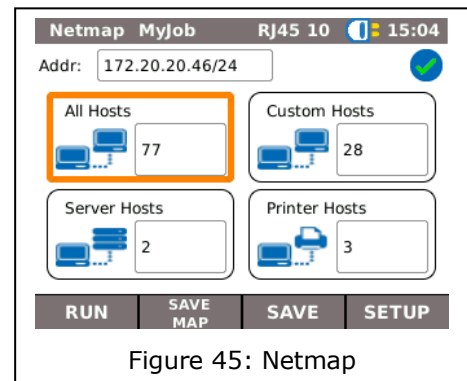 Netmap MyJob RJ45 10 15:04
Addr: 172.20.20.46/24
All Hosts Custom Hosts
77 28
Server Hosts Printer Hosts
2 3
RUN SAVE MAP SAVE SETUP
Figure 45: Netmap